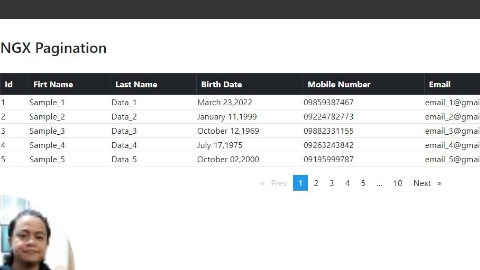 NGX Pagination
Id Firt Name Last Name Birth Date Mobile Number Email
1 Sample_1 Data_1 March 23,2022 09859387467 email_1@gmai
2 Sample_2 Data_2 January 11,1999 09224782773 email_2@gmai
3 Sample_3 Data_3 October 12,1969 09882331155 email_3@gmai
4 Sample_4 Data_4 July 17,1975 09263243842 email_4@gmai
5 Sample_5 Data_5 October 02,2000 09195999787 email_5@gmai
« Prev 1 2 3 4 5 ... 10 Next »